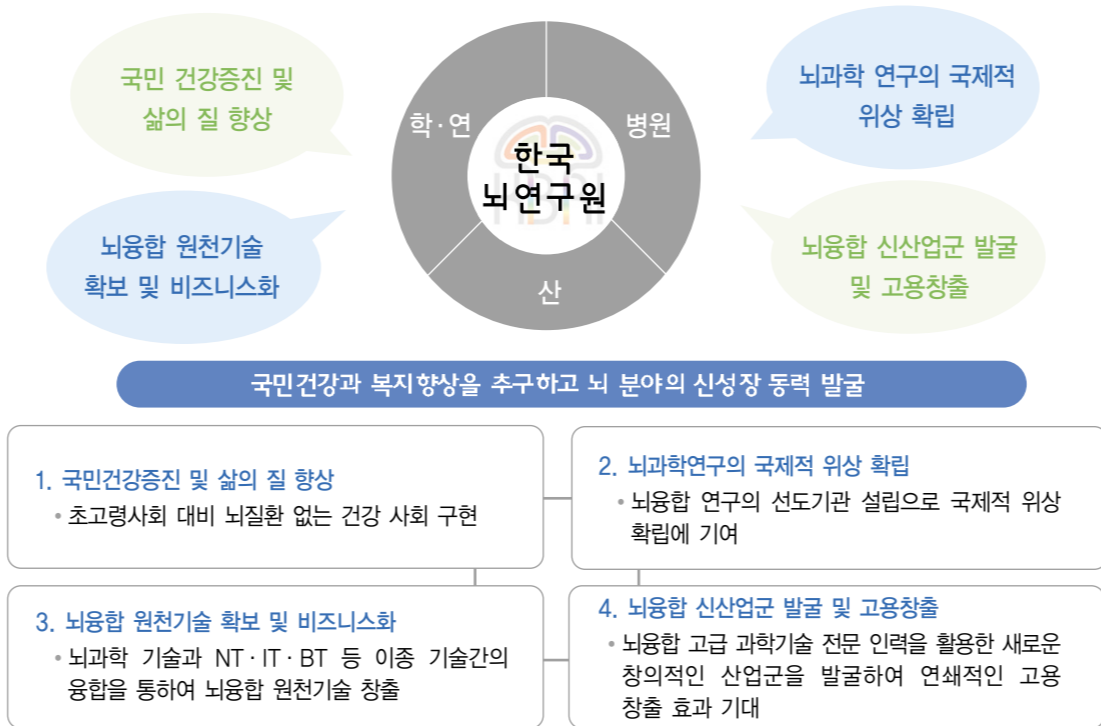 국민 건강증진 및
삶의 질 향상
뇌과학 연구의 국제적
위상 확립
학·연
병원
한국
뇌연구원
뇌융합 원천기술
확보 및 비즈니스화
뇌융합 신산업군 발굴
및 고용창출
산
국민건강과 복지향상을 추구하고 뇌 분야의 신성장 동력 발굴
1. 국민건강증진 및 삶의 질 향상
• 초고령사회 대비 뇌질환 없는 건강 사회 구현
2. 뇌과학연구의 국제적 위상 확립
• 뇌융합 연구의 선도기관 설립으로 국제적 위상
확립에 기여
3. 뇌융합 원천기술 확보 및 비즈니스화
• 뇌과학 기술과 NT·IT·BT 등 이종 기술간의
융합을 통하여 뇌융합 원천기술 창출
4. 뇌융합 신산업군 발굴 및 고용창출
• 뇌융합 고급 과학기술 전문 인력을 활용한 새로운
창의적인 산업군을 발굴하여 연쇄적인 고용
창출 효과 기대